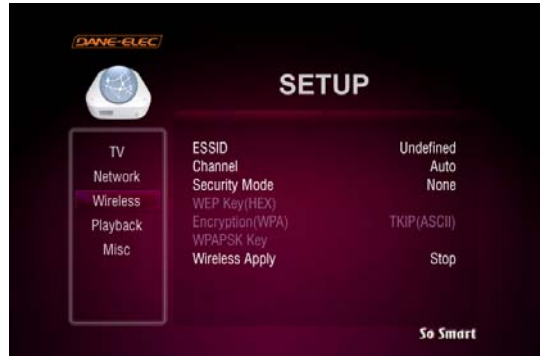 DANE-ELEC
SETUP
TV
Network
Wireless
Playback
Misc
ESSID Undefined
Channel Auto
Security Mode None
WEP Key(HEX)
Encryption(WPA) TKIP(ASCII)
WPAPSK Key
Wireless Apply Stop
So Smart